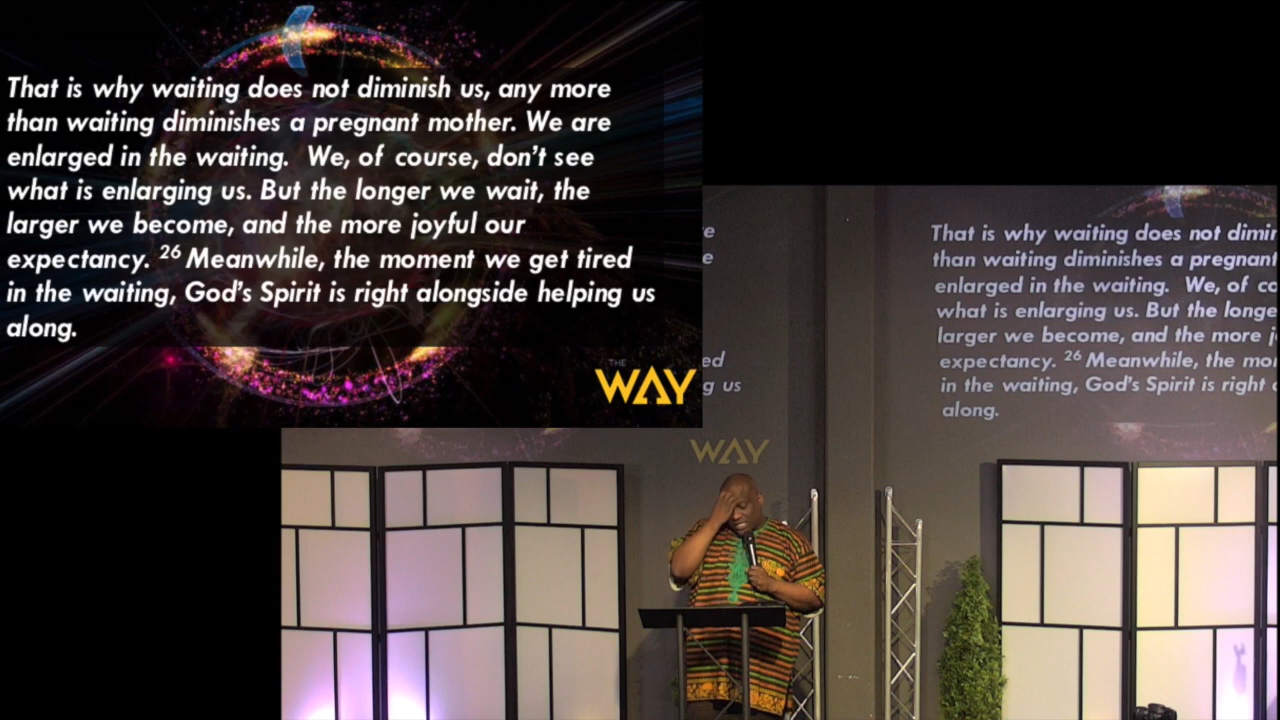 That is why waiting does not diminish us, any more
than waiting diminishes a pregnant mother. We are
enlarged in the waiting.  We, of course, don't see
what is enlarging us. But the longer we wait, the
larger we become, and the more joyful our
expectancy. 26 Meanwhile, the moment we get tired
in the waiting, God's Spirit is right alongside helping us
along.
THE
WAY
That is why waiting does not dimin
than waiting diminishes a pregnant
enlarged in the waiting.  We, of co
what is enlarging us. But the longe
larger we become, and the more j
expectancy. 26 Meanwhile, the mo
in the waiting, God's Spirit is right
along.
g us
WAY